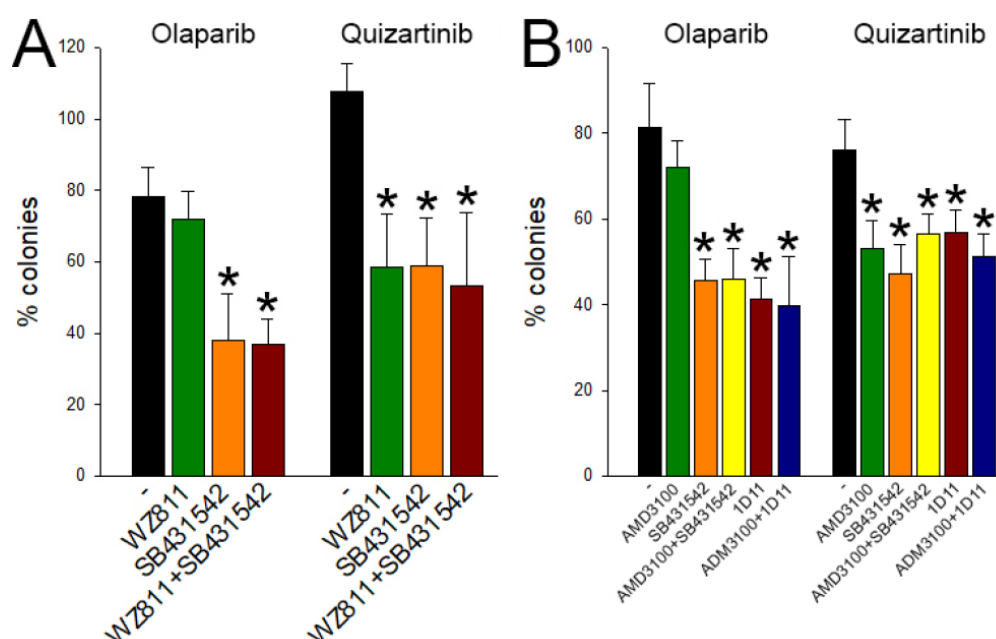 A
Olaparib
Quizartinib
% colonies
120
100
80
60
40
20
0
*
*
*
*
*
-
WZ811
SB431542
WZ811+SB431542
-
WZ811
SB431542
WZ811+SB431542
B
Olaparib
Quizartinib
% colonies
100
80
60
40
20
0
*
*
*
*
*
*
*
*
*
-
AMD3100
SB431542
AMD3100+SB431542
1D11
ADM3100+1D11
-
AMD3100
SB431542
AMD3100+SB431542
1D11
ADM3100+1D11